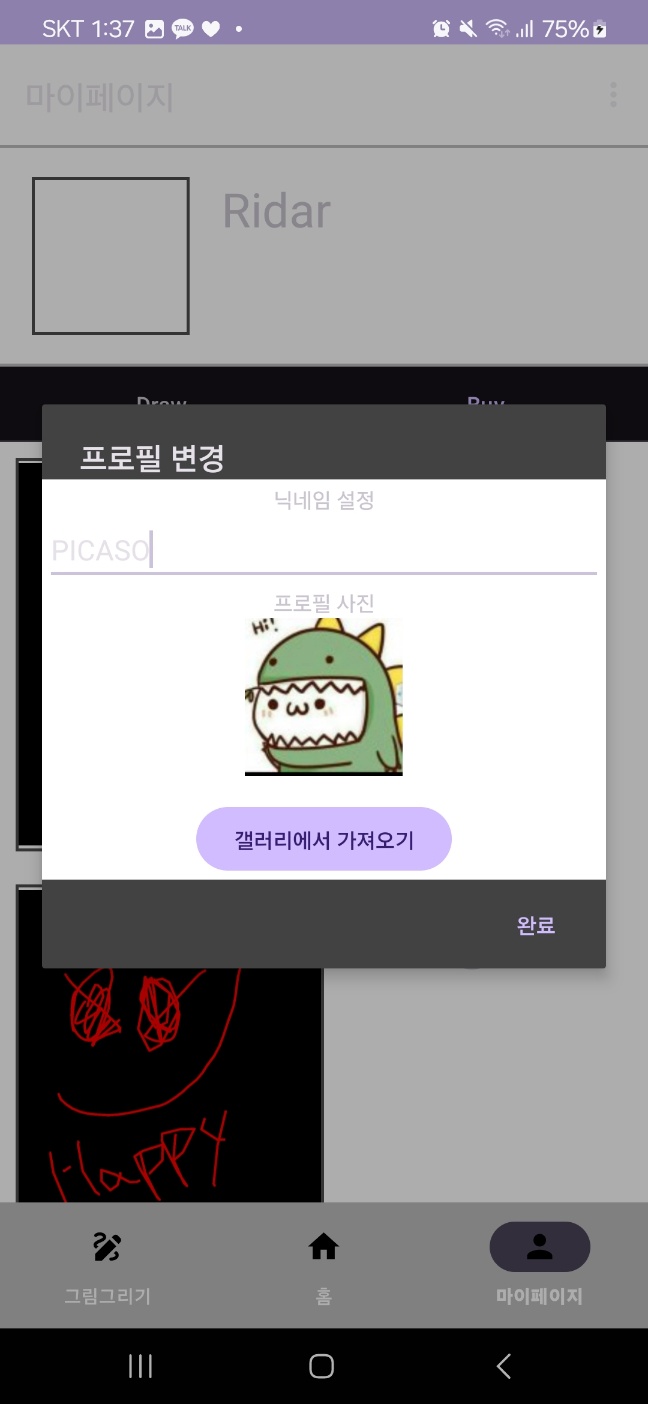 SKT 1:37 TALK 75%
마이페이지
Ridar
Draw Buy
프로필 변경
닉네임 설정
PICASO
프로필 사진
Hi!
갤러리에서 가져오기
완료
Happy
그림그리기 홈 마이페이지